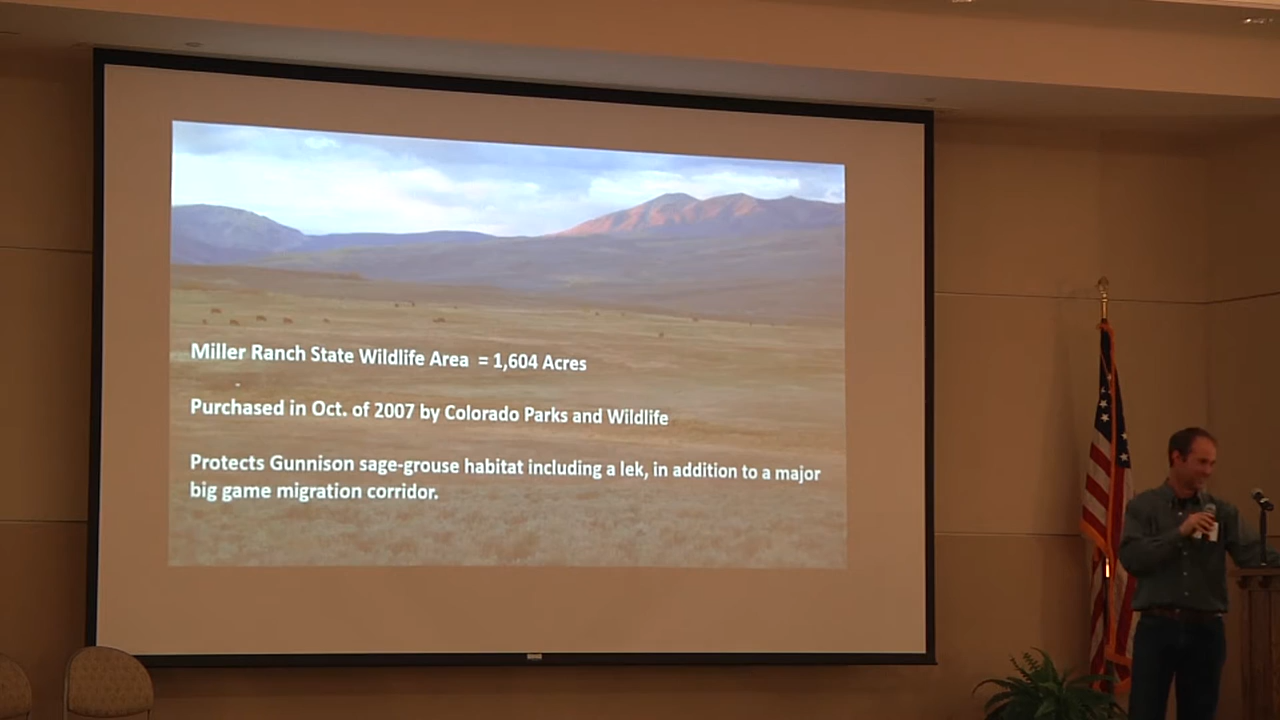 Miller Ranch State Wildlife Area = 1,604 Acres
Purchased in Oct. of 2007 by Colorado Parks and Wildlife
Protects Gunnison sage-grouse habitat including a lek, in addition to a major
big game migration corridor.